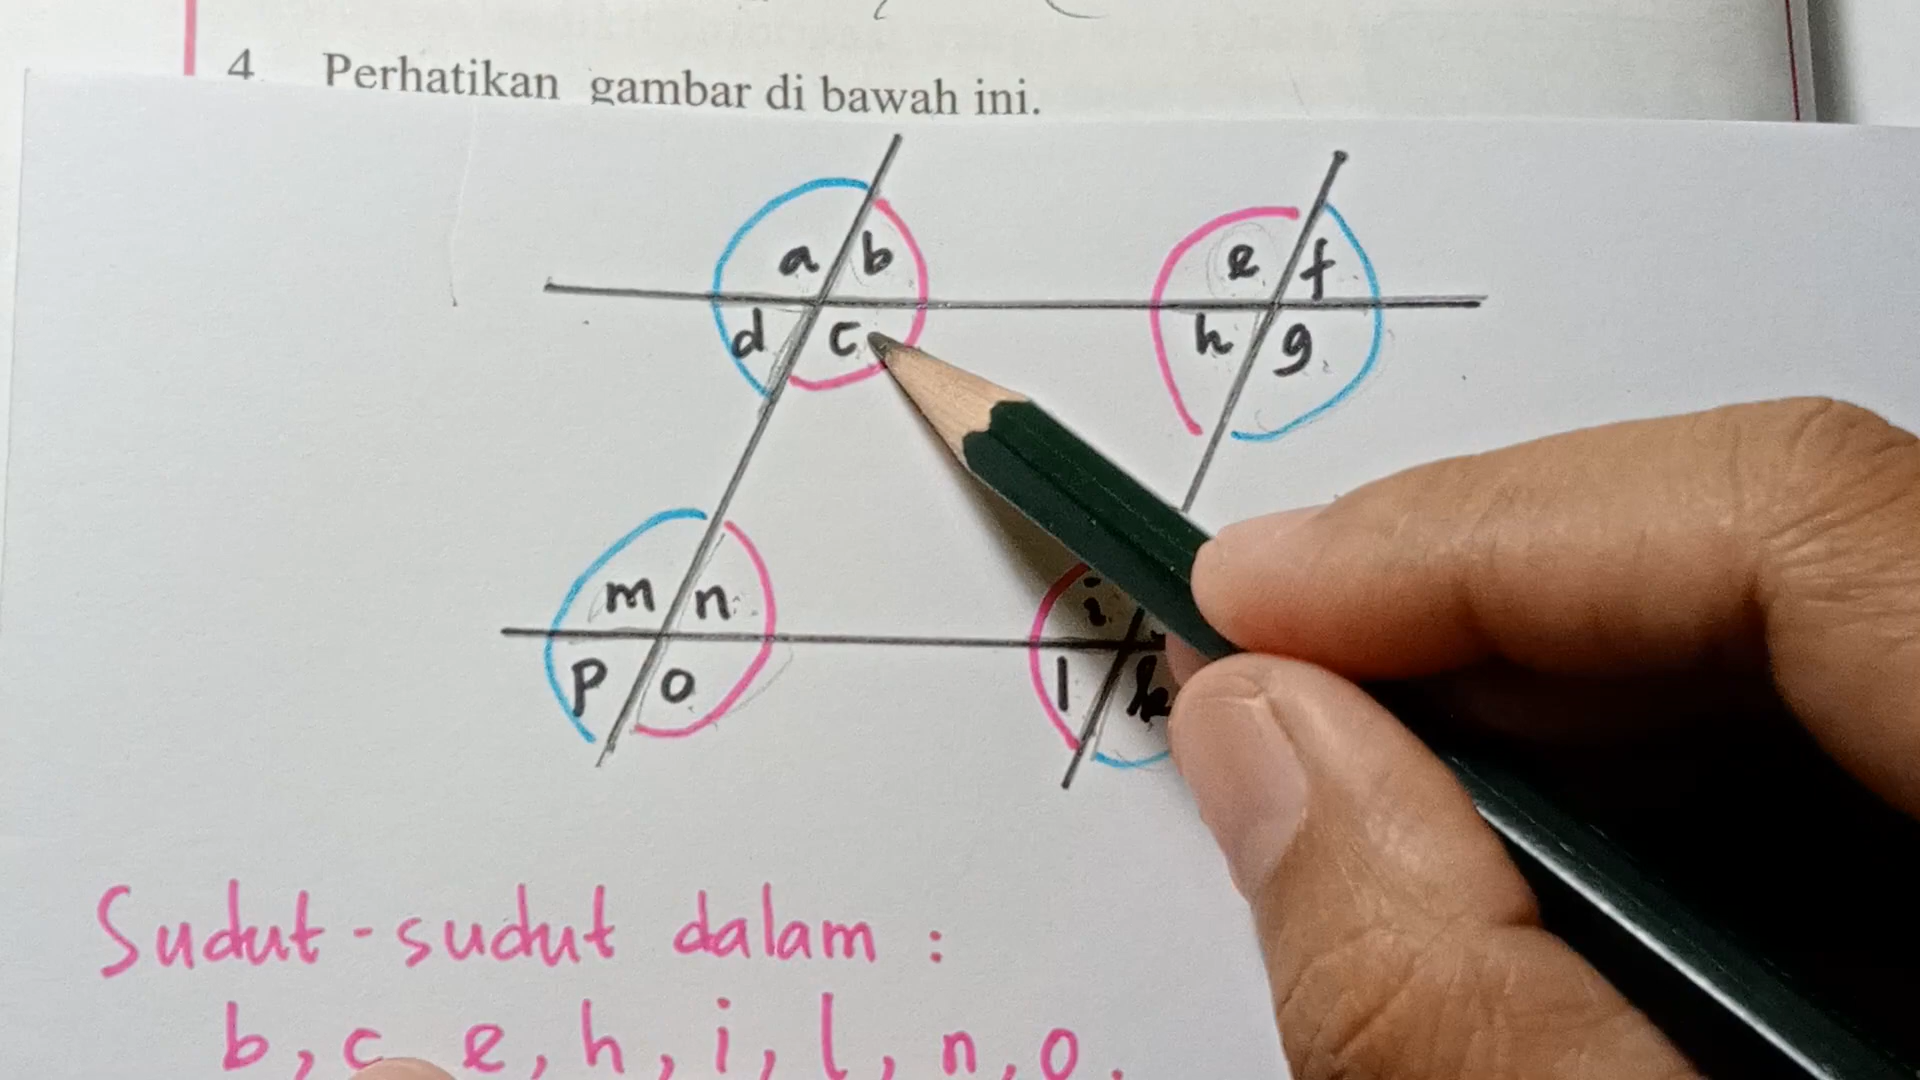 4. Perhatikan gambar di bawah ini.
a b e f
d c h g
m n i
p o l k
Sudut-sudut dalam :
b, c e, h, i, l, n, o.